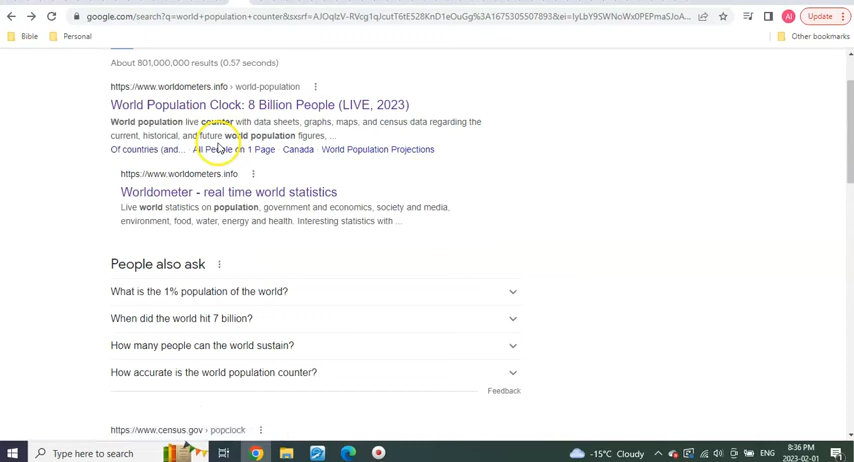 google.com/search?q=world+population+counter&sxsrf=AJOqlzV-RVcg1qJcutT6tE528KnD1eOuGg%3A1675305507893&ei=IyLbY9SWNoWx0PEPmaSJoA...
AI
Update
Bible
Personal
Other bookmarks
About 801,000,000 results (0.57 seconds)
https://www.worldometers.info › world-population
World Population Clock: 8 Billion People (LIVE, 2023)
World population live counter with data sheets, graphs, maps, and census data regarding the
current, historical, and future world population figures, ...
Of countries (and... · All People on 1 Page · Canada · World Population Projections
https://www.worldometers.info
Worldometer - real time world statistics
Live world statistics on population, government and economics, society and media,
environment, food, water, energy and health. Interesting statistics with ...
People also ask
What is the 1% population of the world?
When did the world hit 7 billion?
How many people can the world sustain?
How accurate is the world population counter?
Feedback
https://www.census.gov › popclock
Type here to search
-15°C Cloudy
ENG
8:36 PM
2023-02-01